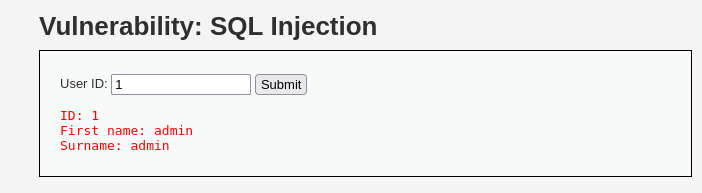 Vulnerability: SQL Injection
User ID: 1 Submit
ID: 1
First name: admin
Surname: admin